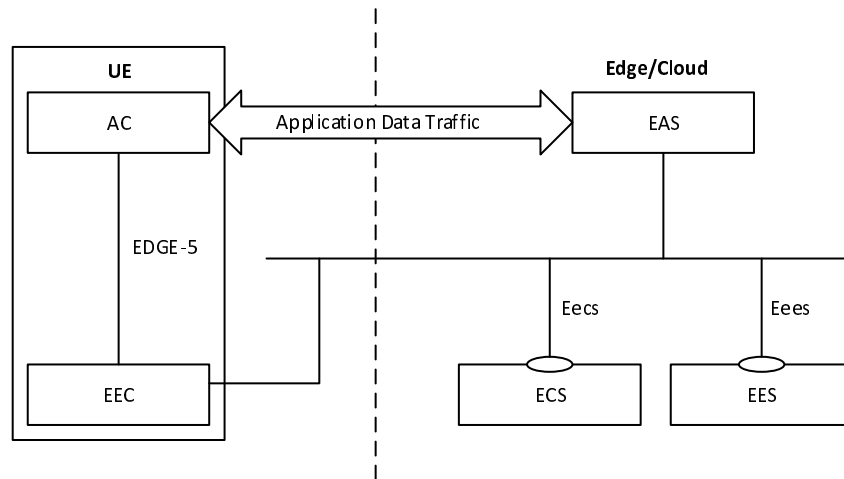 UE
Edge/Cloud
AC
Application Data Traffic
EAS
EDGE-5
Eecs
Eees
EEC
ECS
EES